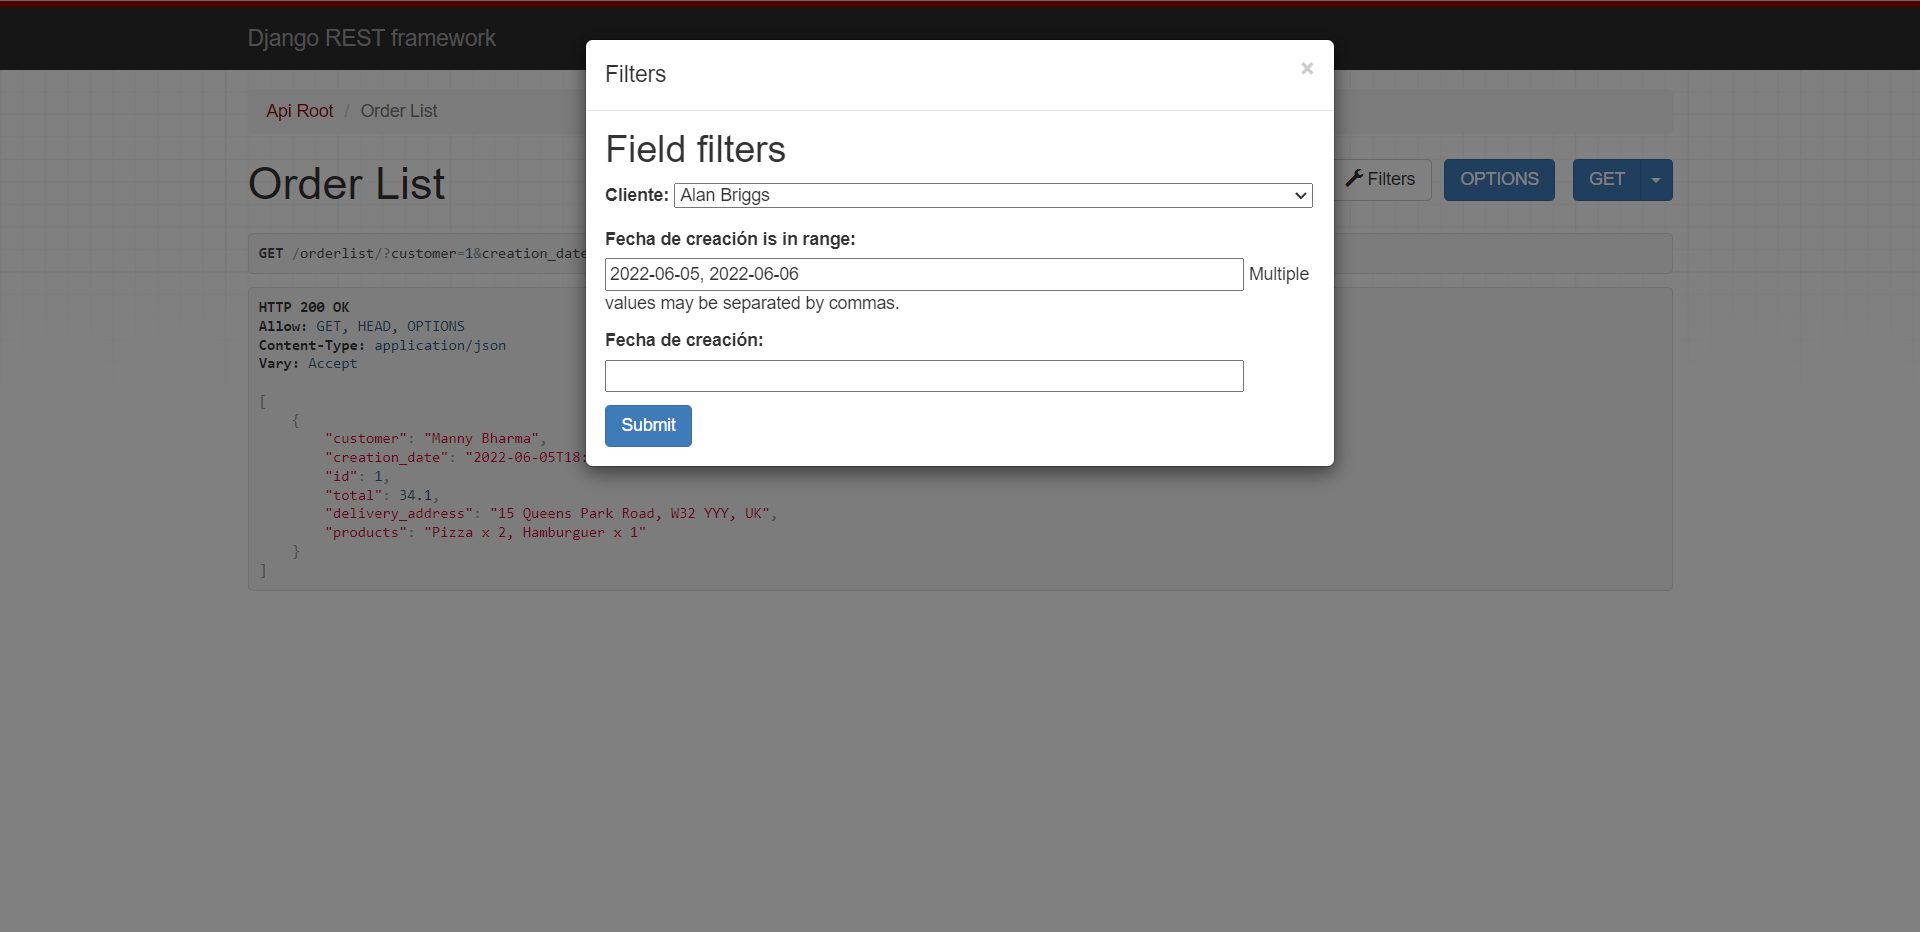 Django REST framework
Filters
×
Api Root / Order List
Field filters
Order List
Filters
OPTIONS
GET
Cliente: Alan Briggs
Fecha de creación is in range:
GET /orderlist/?customer=1&creation_date
2022-06-05, 2022-06-06 Multiple
values may be separated by commas.
Fecha de creación:
Submit
HTTP 200 OK
Allow: GET, HEAD, OPTIONS
Content-Type: application/json
Vary: Accept
[
{
"customer": "Manny Bharma",
"creation_date": "2022-06-05T18:
"id": 1,
"total": 34.1,
"delivery_address": "15 Queens Park Road, W32 YYY, UK",
"products": "Pizza x 2, Hamburguer x 1"
}
]